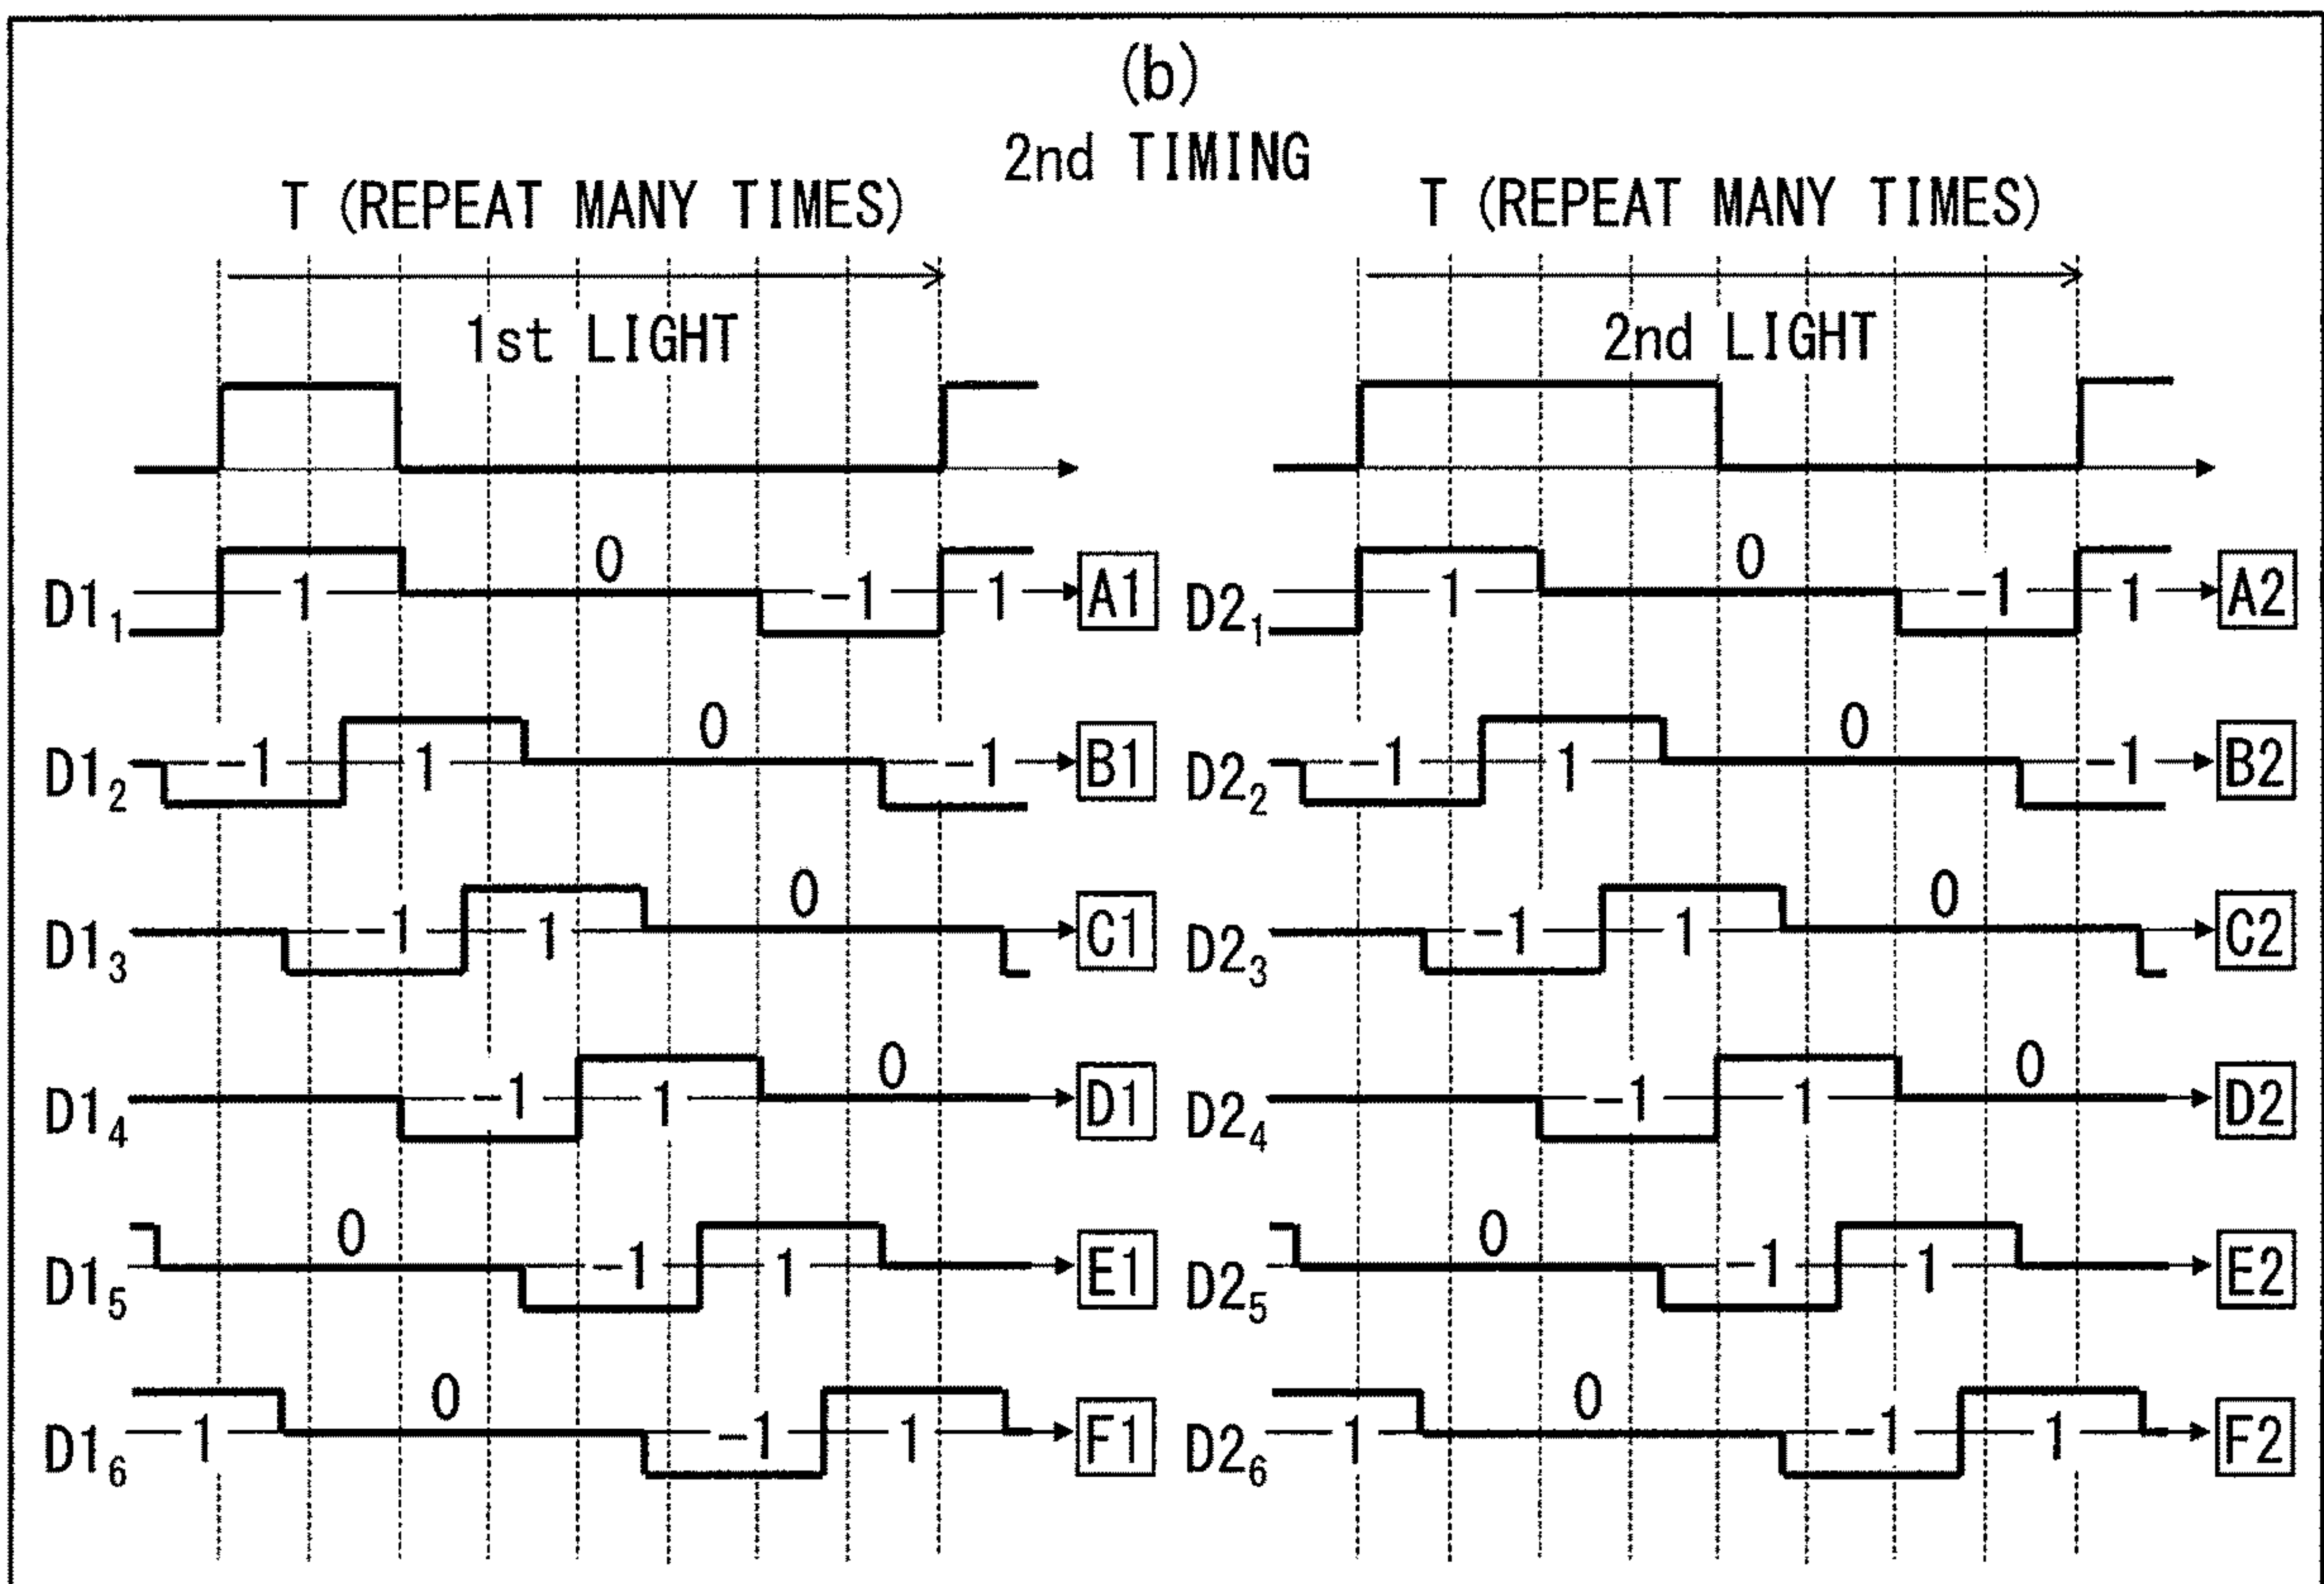 (b)
2nd TIMING
T (REPEAT MANY TIMES) T (REPEAT MANY TIMES)
1st LIGHT 2nd LIGHT
D1₁ 1 0 -1 1 A1 D2₁ 1 0 -1 1 A2
D1₂ -1 1 0 -1 B1 D2₂ -1 1 0 -1 B2
D1₃ -1 1 0 C1 D2₃ -1 1 0 C2
D1₄ -1 1 0 D1 D2₄ -1 1 0 D2
D1₅ 0 -1 1 E1 D2₅ 0 -1 1 E2
D1₆ 1 0 -1 1 F1 D2₆ 1 0 -1 1 F2